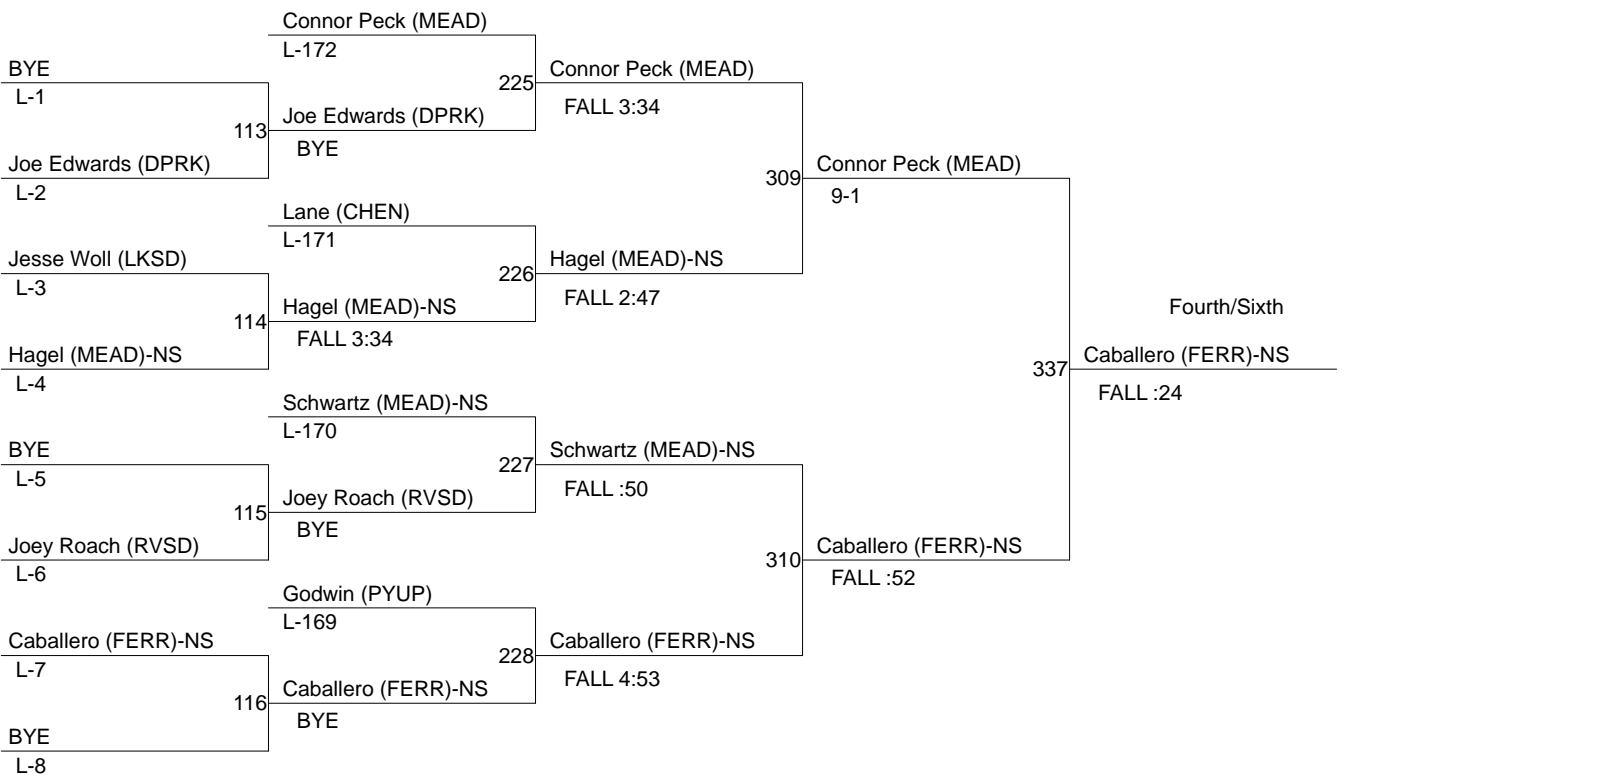 Connor Peck (MEAD)
L-172
BYE
L-1
225
Connor Peck (MEAD)
FALL 3:34
113
Joe Edwards (DPRK)
BYE
Joe Edwards (DPRK)
L-2
309
Connor Peck (MEAD)
9-1
Lane (CHEN)
L-171
Jesse Woll (LKSD)
L-3
226
Hagel (MEAD)-NS
FALL 2:47
114
Hagel (MEAD)-NS
FALL 3:34
Hagel (MEAD)-NS
L-4
Fourth/Sixth
337
Caballero (FERR)-NS
FALL :24
Schwartz (MEAD)-NS
L-170
BYE
L-5
227
Schwartz (MEAD)-NS
FALL :50
115
Joey Roach (RVSD)
BYE
Joey Roach (RVSD)
L-6
310
Caballero (FERR)-NS
FALL :52
Godwin (PYUP)
L-169
Caballero (FERR)-NS
L-7
228
Caballero (FERR)-NS
FALL 4:53
116
Caballero (FERR)-NS
BYE
BYE
L-8